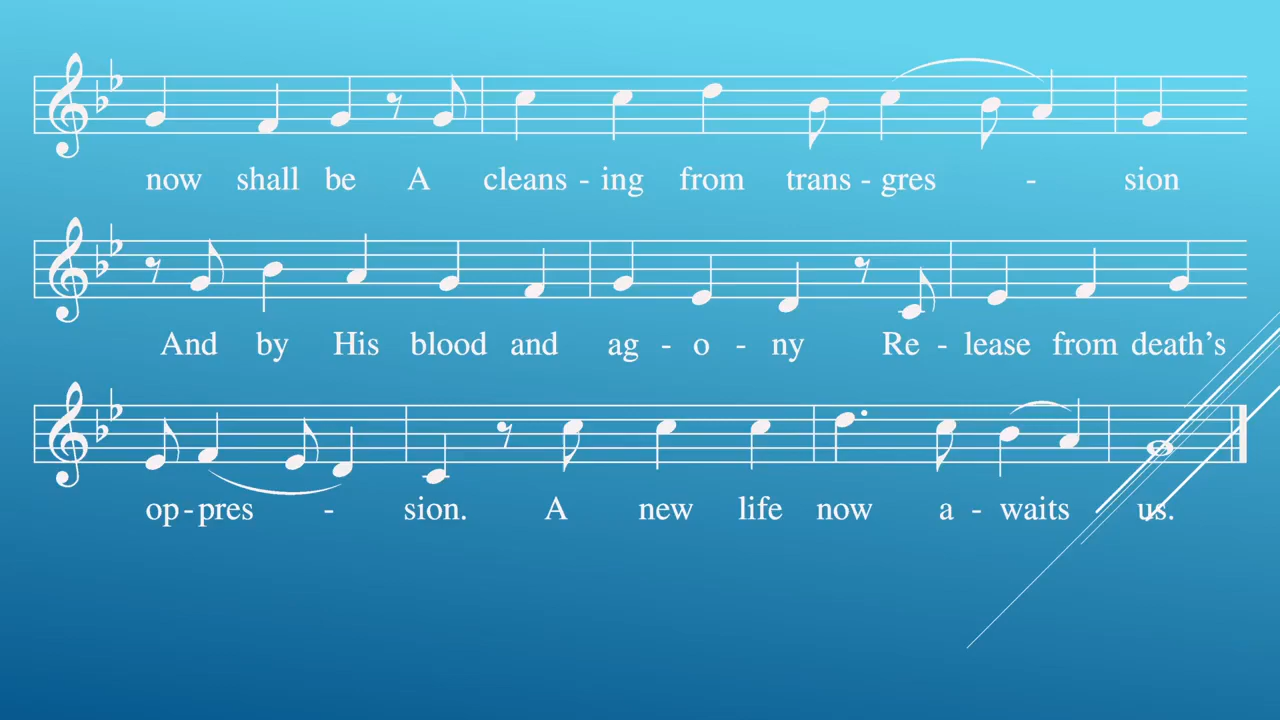 now shall be A cleans - ing from trans - gres - sion
And by His blood and ag - o - ny Re - lease from death's
op - pres - sion. A new life now a - waits us.